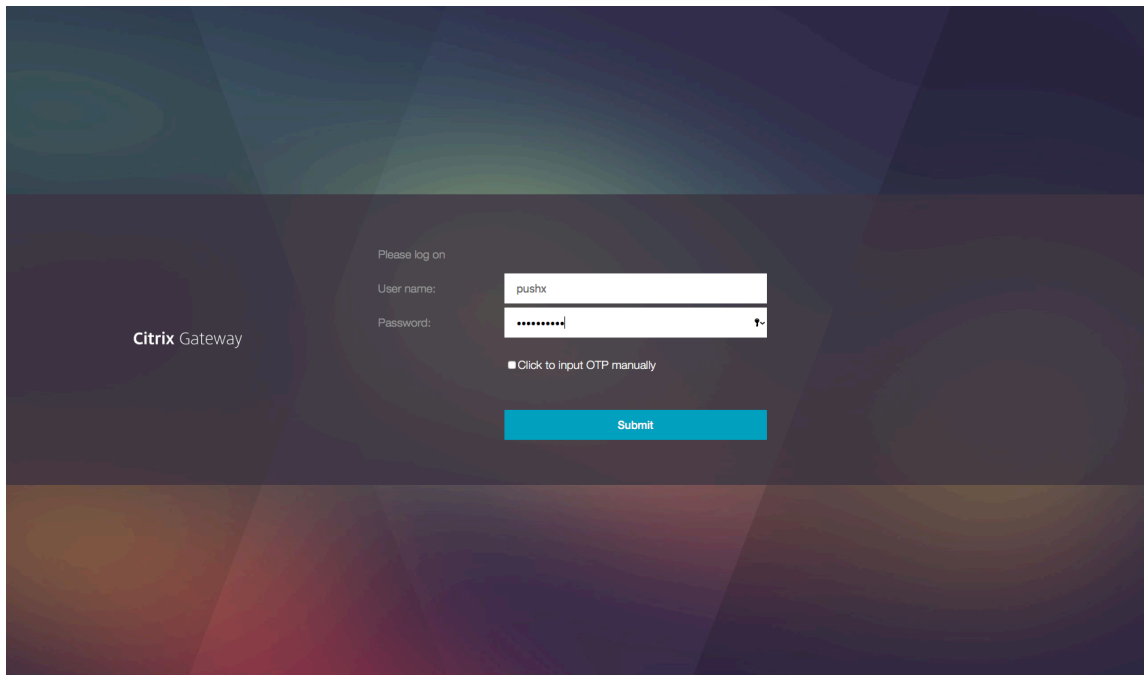 Please log on
User name:
pushx
Password:
••••••••••
Citrix Gateway
Click to input OTP manually
Submit